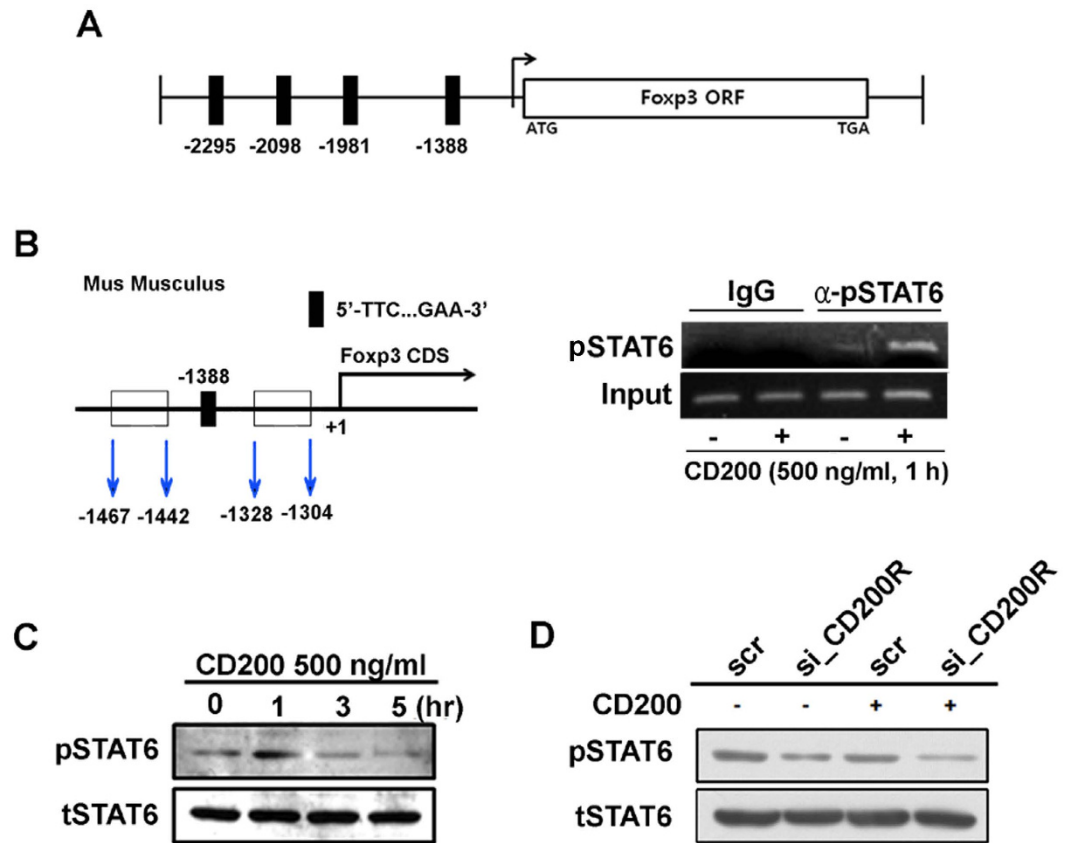 A
Foxp3 ORF
ATG TGA
-2295 -2098 -1981 -1388
B
Mus Musculus
5’-TTC...GAA-3’
Foxp3 CDS
-1388
+1
-1467 -1442 -1328 -1304
IgG α-pSTAT6
pSTAT6
Input
- + - +
CD200 (500 ng/ml, 1 h)
C
CD200 500 ng/ml
0 1 3 5 (hr)
pSTAT6
tSTAT6
D
scr si_CD200R scr si_CD200R
CD200 - - + +
pSTAT6
tSTAT6